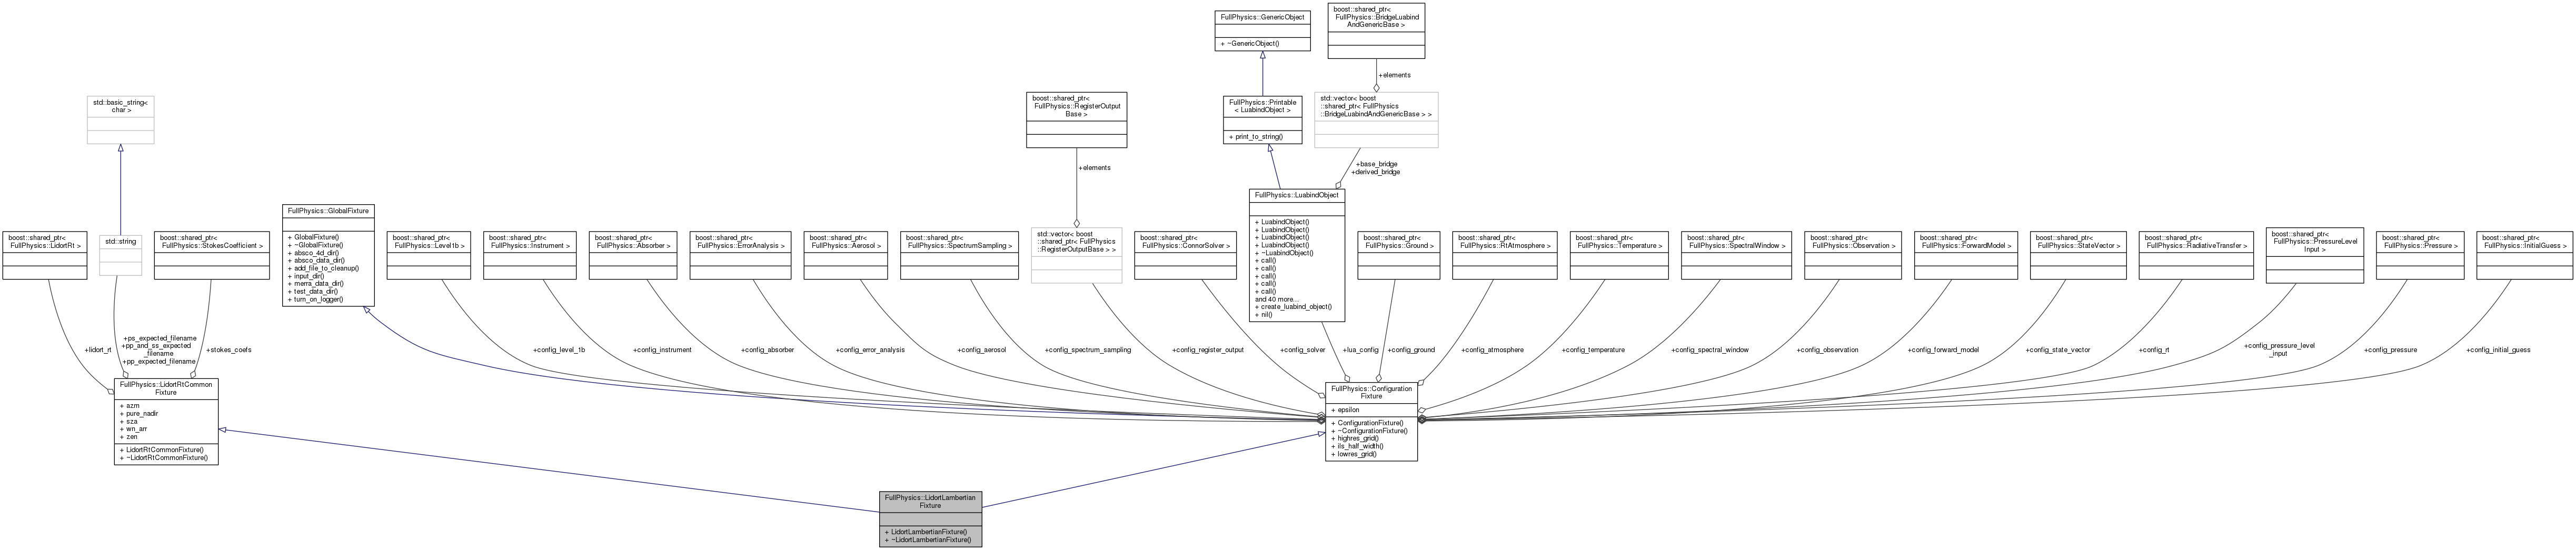 FullPhysics::GenericObject
+ ~GenericObject()
boost::shared_ptr<
FullPhysics::BridgeLuabind
AndGenericBase >
+elements
std::basic_string<
char >
boost::shared_ptr<
FullPhysics::RegisterOutput
Base >
+elements
FullPhysics::Printable
< LuabindObject >
+ print_to_string()
std::vector< boost
::shared_ptr< FullPhysics
::BridgeLuabindAndGenericBase > >
+base_bridge
+derived_bridge
boost::shared_ptr<
FullPhysics::LidortRt >
std::string
boost::shared_ptr<
FullPhysics::StokesCoefficient >
FullPhysics::GlobalFixture
+ GlobalFixture()
+ ~GlobalFixture()
+ absco_4d_dir()
+ absco_data_dir()
+ add_file_to_cleanup()
+ input_dir()
+ merra_data_dir()
+ test_data_dir()
+ turn_on_logger()
boost::shared_ptr<
FullPhysics::Level1b >
boost::shared_ptr<
FullPhysics::Instrument >
boost::shared_ptr<
FullPhysics::Absorber >
boost::shared_ptr<
FullPhysics::ErrorAnalysis >
boost::shared_ptr<
FullPhysics::Aerosol >
boost::shared_ptr<
FullPhysics::SpectrumSampling >
std::vector< boost
::shared_ptr< FullPhysics
::RegisterOutputBase > >
boost::shared_ptr<
FullPhysics::ConnorSolver >
FullPhysics::LuabindObject
+ LuabindObject()
+ LuabindObject()
+ LuabindObject()
+ LuabindObject()
+ ~LuabindObject()
+ call()
+ call()
+ call()
+ call()
+ call()
and 40 more...
+ create_luabind_object()
+ nil()
boost::shared_ptr<
FullPhysics::Ground >
boost::shared_ptr<
FullPhysics::RtAtmosphere >
boost::shared_ptr<
FullPhysics::Temperature >
boost::shared_ptr<
FullPhysics::SpectralWindow >
boost::shared_ptr<
FullPhysics::Observation >
boost::shared_ptr<
FullPhysics::ForwardModel >
boost::shared_ptr<
FullPhysics::StateVector >
boost::shared_ptr<
FullPhysics::RadiativeTransfer >
boost::shared_ptr<
FullPhysics::PressureLevel
Input >
boost::shared_ptr<
FullPhysics::Pressure >
boost::shared_ptr<
FullPhysics::InitialGuess >
+lidort_rt
+ps_expected_filename
+pp_and_ss_expected
_filename
+pp_expected_filename
+stokes_coefs
+config_level_1b
+config_instrument
+config_absorber
+config_error_analysis
+config_aerosol
+config_spectrum_sampling
+config_register_output
+config_solver
+lua_config
+config_ground
+config_atmosphere
+config_temperature
+config_spectral_window
+config_observation
+config_forward_model
+config_state_vector
+config_rt
+config_pressure_level
_input
+config_pressure
+config_initial_guess
FullPhysics::LidortRtCommon
Fixture
+ azm
+ pure_nadir
+ sza
+ wn_arr
+ zen
+ LidortRtCommonFixture()
+ ~LidortRtCommonFixture()
FullPhysics::Configuration
Fixture
+ epsilon
+ ConfigurationFixture()
+ ~ConfigurationFixture()
+ highres_grid()
+ ils_half_width()
+ lowres_grid()
FullPhysics::LidortLambertian
Fixture
+ LidortLambertianFixture()
+ ~LidortLambertianFixture()